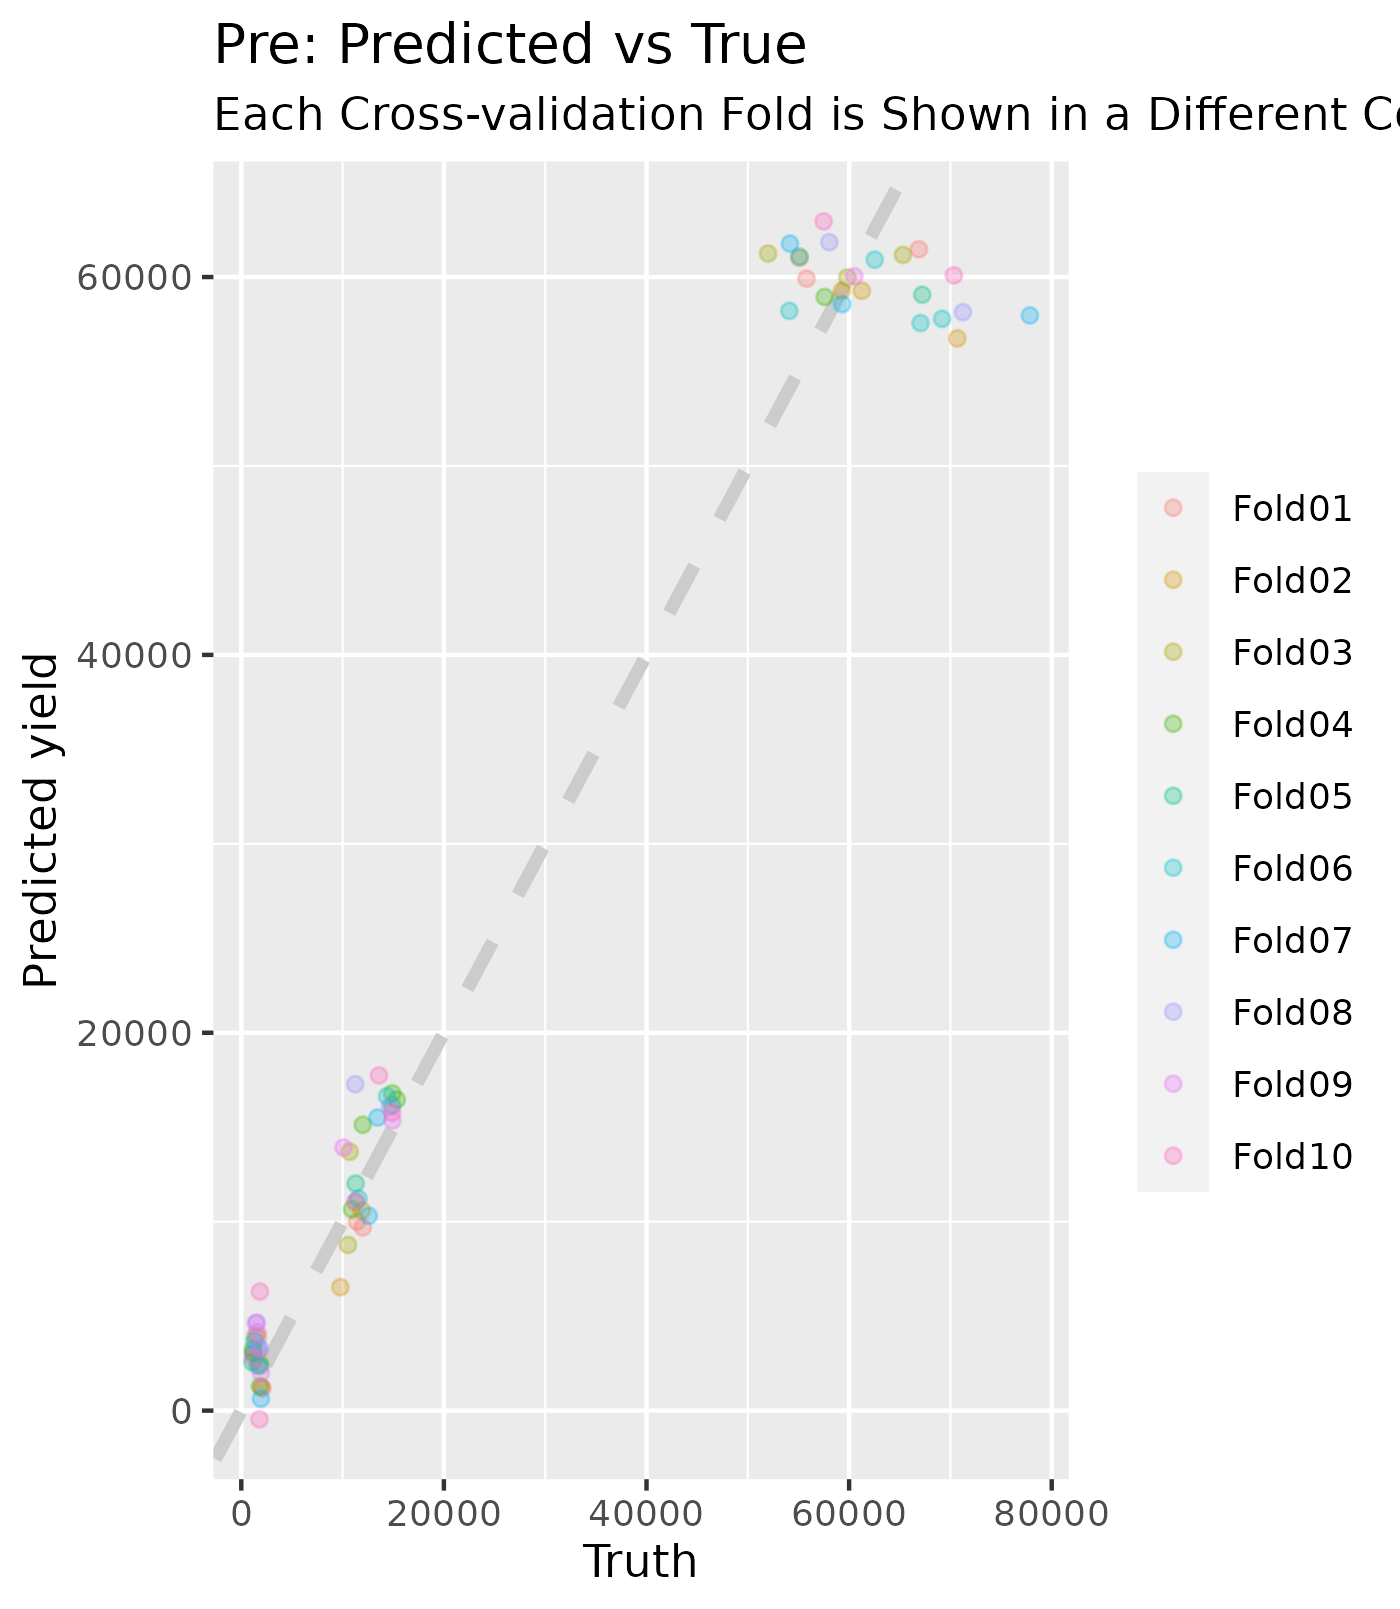 Pre: Predicted vs True
Each Cross-validation Fold is Shown in a Different
Predicted yield
60000
40000
20000
0
0 20000 40000 60000 80000
Truth
Fold01
Fold02
Fold03
Fold04
Fold05
Fold06
Fold07
Fold08
Fold09
Fold10